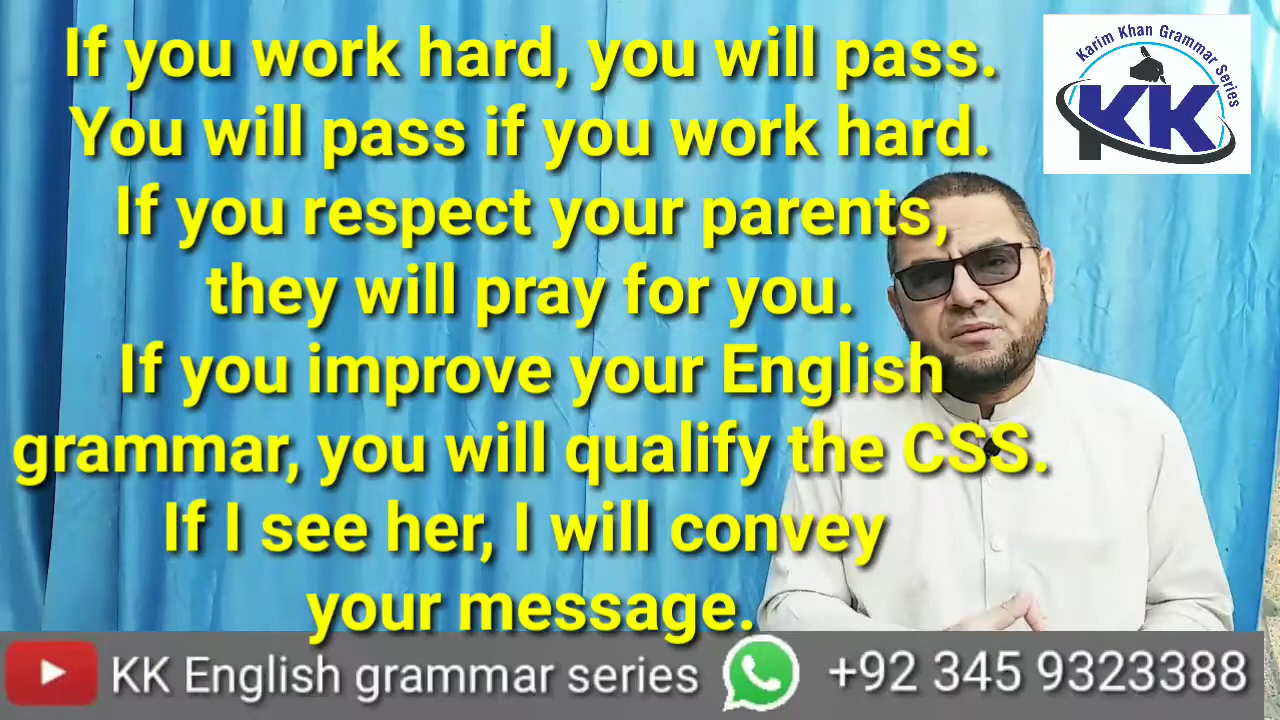 If you work hard, you will pass.
You will pass if you work hard.
If you respect your parents,
they will pray for you.
If you improve your English
grammar, you will qualify the CSS.
If I see her, I will convey
your message.
Karim Khan Grammar Series
KK
KK English grammar series
+92 345 9323388